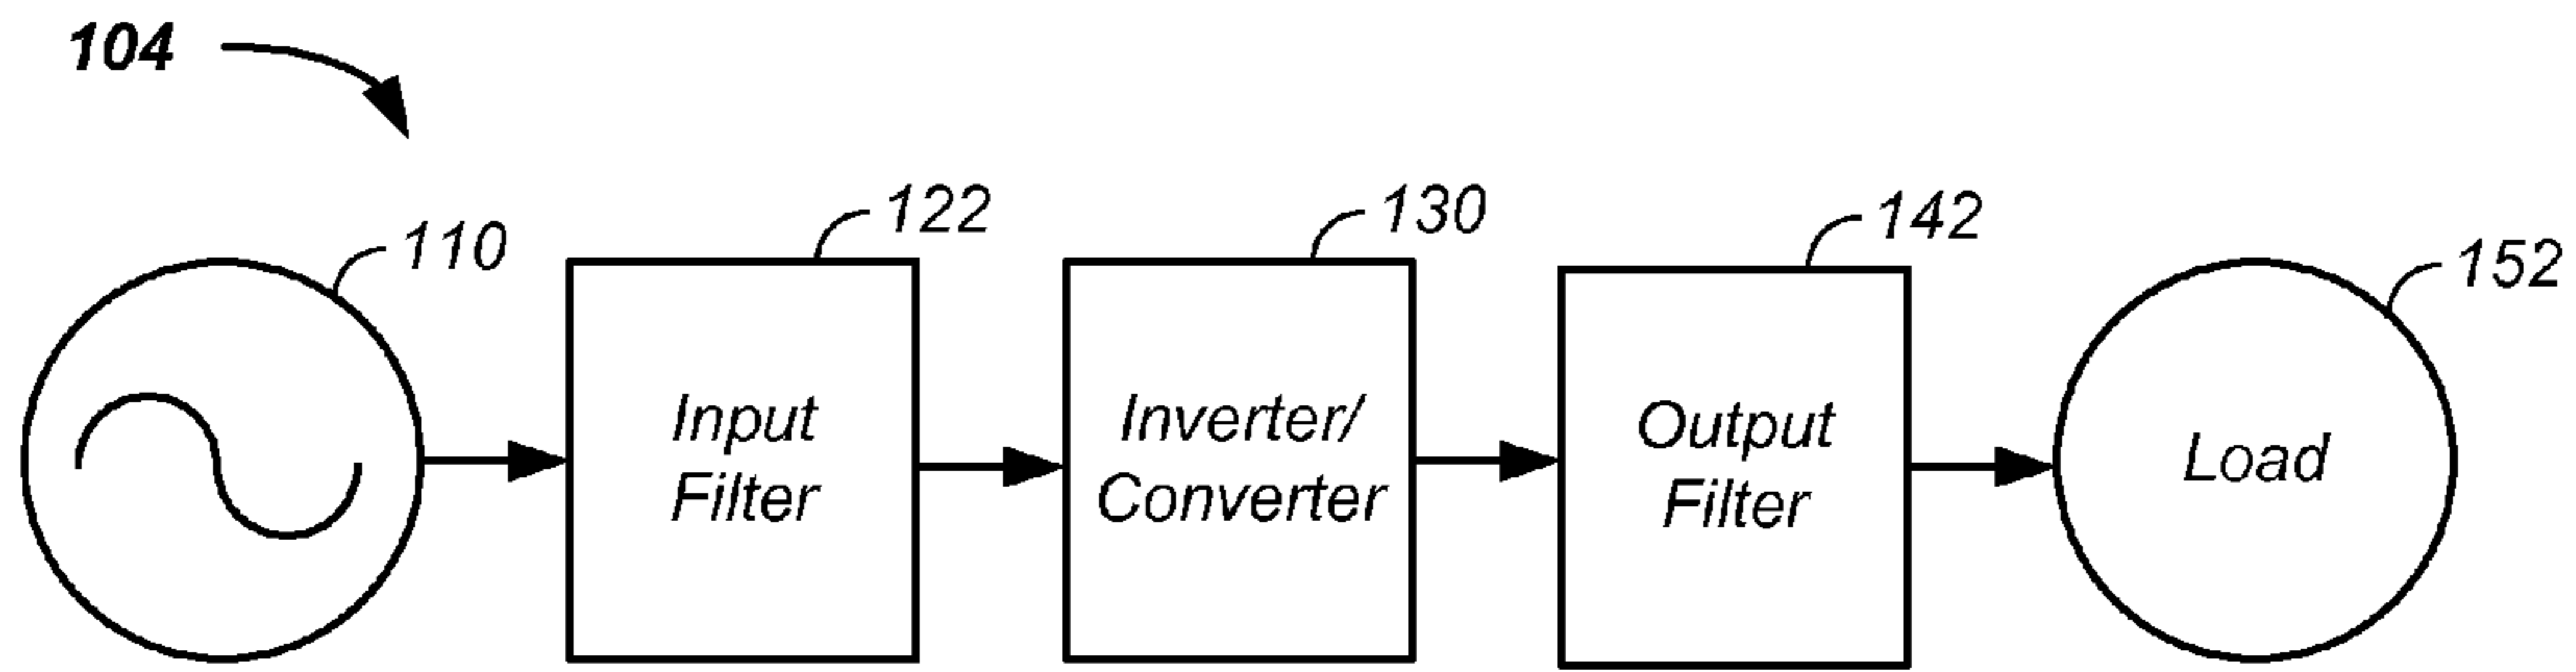 104
110
122
130
142
152
Input
Filter
Inverter/
Converter
Output
Filter
Load